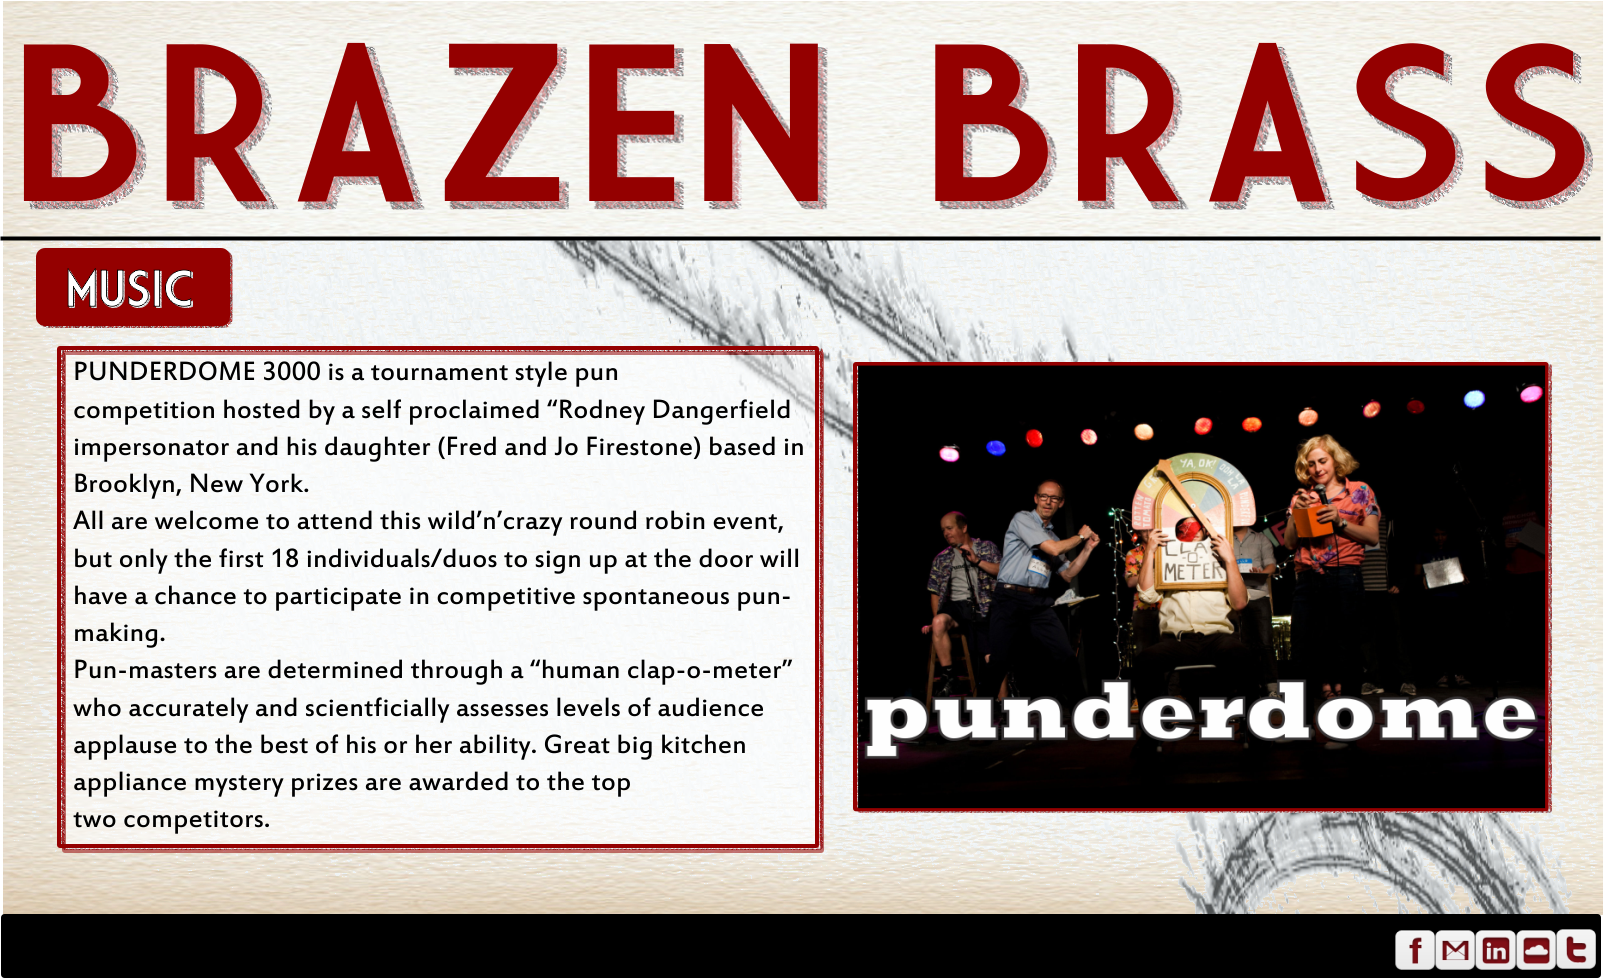 BRAZEN BRASS
MUSIC
PUNDERDOME 3000 is a tournament style pun
competition hosted by a self proclaimed “Rodney Dangerfield
impersonator and his daughter (Fred and Jo Firestone) based in
Brooklyn, New York.
All are welcome to attend this wild’n’crazy round robin event,
but only the first 18 individuals/duos to sign up at the door will
have a chance to participate in competitive spontaneous pun-
making.
Pun-masters are determined through a “human clap-o-meter”
who accurately and scientficially assesses levels of audience
applause to the best of his or her ability. Great big kitchen
appliance mystery prizes are awarded to the top
two competitors.
YA OK!
CLAP
O
METER
punderdome